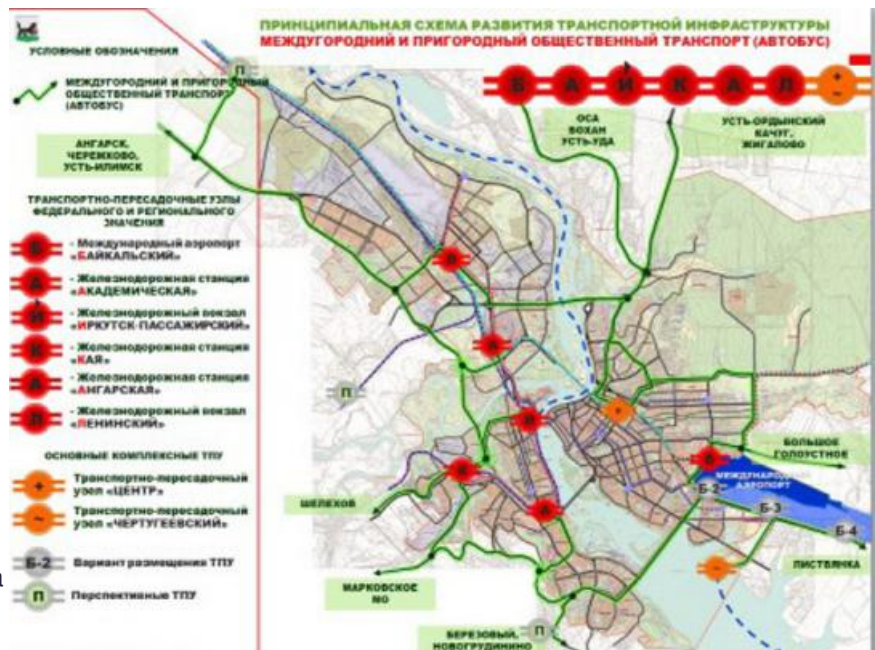 ПРИНЦИПИАЛЬНАЯ СХЕМА РАЗВИТИЯ ТРАНСПОРТНОЙ ИНФРАСТРУКТУРЫ
МЕЖДУГОРОДНИЙ И ПРИГОРОДНЫЙ ОБЩЕСТВЕННЫЙ ТРАНСПОРТ (АВТОБУС)
Б А Й К А Л + ~
УСЛОВНЫЕ ОБОЗНАЧЕНИЯ
МЕЖДУГОРОДНИЙ И ПРИГОРОДНЫЙ
ОБЩЕСТВЕННЫЙ ТРАНСПОРТ
(АВТОБУС)
АНГАРСК,
ЧЕРЕМХОВО,
УСТЬ-ИЛИМСК
ТРАНСПОРТНО-ПЕРЕСАДОЧНЫЕ УЗЛЫ
ФЕДЕРАЛЬНОГО И РЕГИОНАЛЬНОГО
ЗНАЧЕНИЯ
Б - Международный аэропорт
«БАЙКАЛЬСКИЙ»
А - Железнодорожная станция
«АКАДЕМИЧЕСКАЯ»
Й - Железнодорожный вокзал
«ИРКУТСК-ПАССАЖИРСКИЙ»
К - Железнодорожная станция
«КАЯ»
А - Железнодорожная станция
«АНГАРСКАЯ»
Л - Железнодорожный вокзал
«ЛЕНИНСКИЙ»
ОСНОВНЫЕ КОМПЛЕКСНЫЕ ТПУ
+ Транспортно-пересадочный
узел «ЦЕНТР»
~ Транспортно-пересадочный
узел «ЧЕРТУГЕЕВСКИЙ»
Б-2 Вариант размещения ТПУ
П Перспективные ТПУ
П
ОСА
БОХАН
УСТЬ-УДА
УСТЬ-ОРДЫНСКИЙ
КАЧУГ,
ЖИГАЛОВО
А
П
+
К
А
БОЛЬШОЕ
ГОЛОУСТНОЕ
МЕЖДУНАРОДНЫЙ
АЭРОПОРТ
Б-2
Б-3
Б-4
ШЕЛЕХОВ
ЛИСТВЯНКА
~
МАРКОВСКОЕ
МО
П
БЕРЕЗОВЫЙ,
НОВОГРУДИНИНО